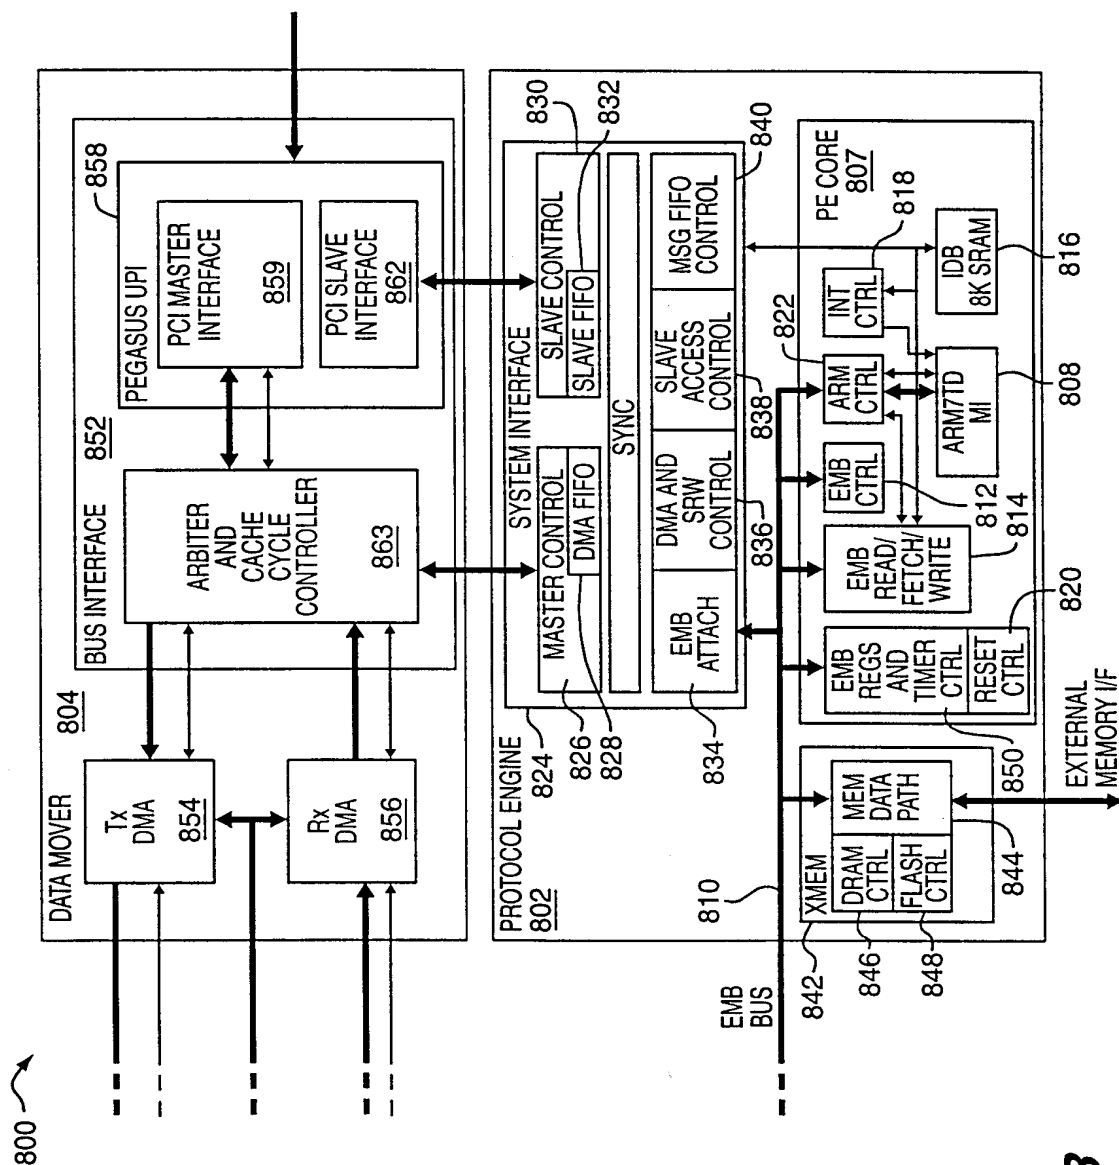 800
DATA MOVER
804
Tx
DMA
854
Rx
DMA
856
BUS INTERFACE
852
ARBITER
AND
CACHE
CYCLE
CONTROLLER
863
PEGASUS UPI
858
PCI MASTER
INTERFACE
859
PCI SLAVE
INTERFACE
862
PROTOCOL ENGINE
802
SYSTEM INTERFACE
824
MASTER CONTROL
DMA FIFO
826
828
SLAVE CONTROL
SLAVE FIFO
830
832
SYNC
EMB
ATTACH
834
DMA AND
SRW
CONTROL
836
SLAVE
ACCESS
CONTROL
838
MSG FIFO
CONTROL
840
EMB
BUS
810
XMEM
842
DRAM
CTRL
846
FLASH
CTRL
848
MEM
DATA
PATH
844
EXTERNAL
MEMORY I/F
PE CORE
807
EMB
REGS
AND
TIMER
CTRL
850
RESET
CTRL
820
EMB
READ/
FETCH/
WRITE
814
EMB
CTRL
812
ARM
CTRL
822
INT
CTRL
818
ARM7TD
MI
808
IDB
8K SRAM
816